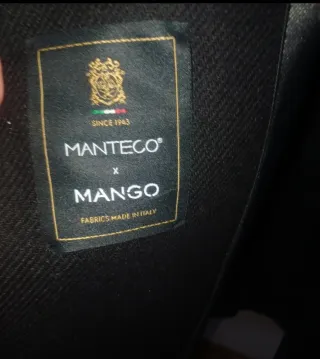 SINCE 1943
MANTECO®
X
MANGO
FABRICS MADE IN ITALY